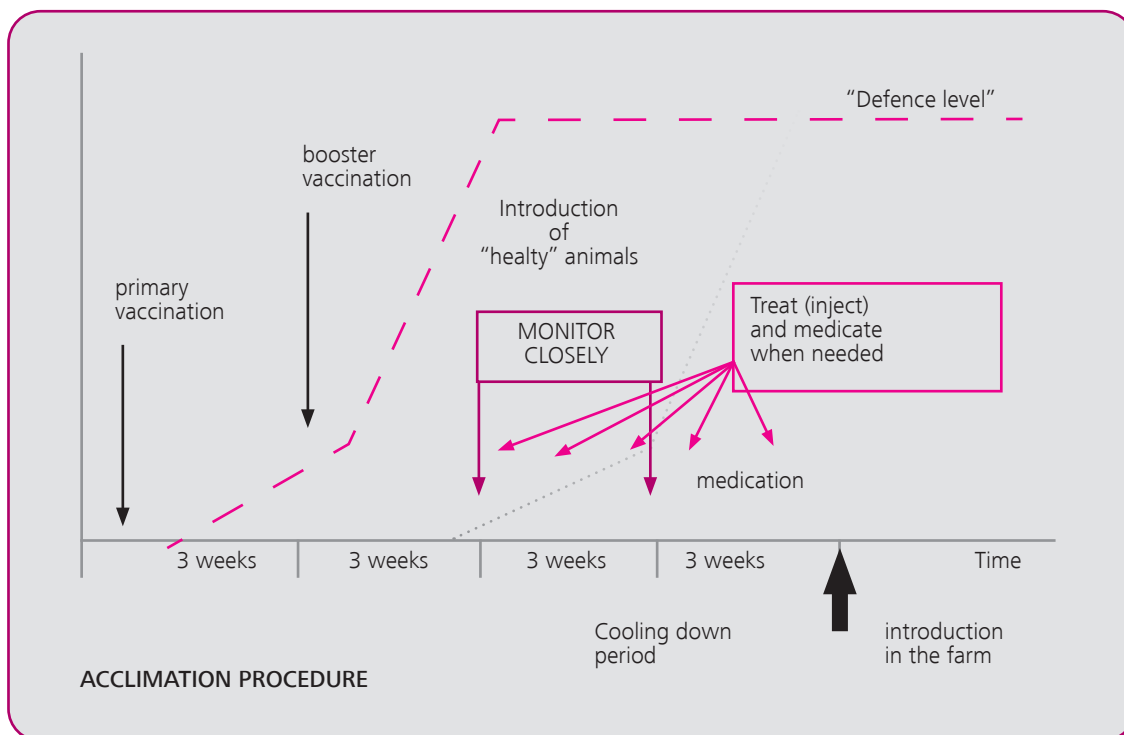 “Defence level”
booster
vaccination
Introduction
of
“healty” animals
primary
vaccination
MONITOR
CLOSELY
Treat (inject)
and medicate
when needed
medication
3 weeks
3 weeks
3 weeks
3 weeks
Time
Cooling down
period
introduction
in the farm
ACCLIMATION PROCEDURE